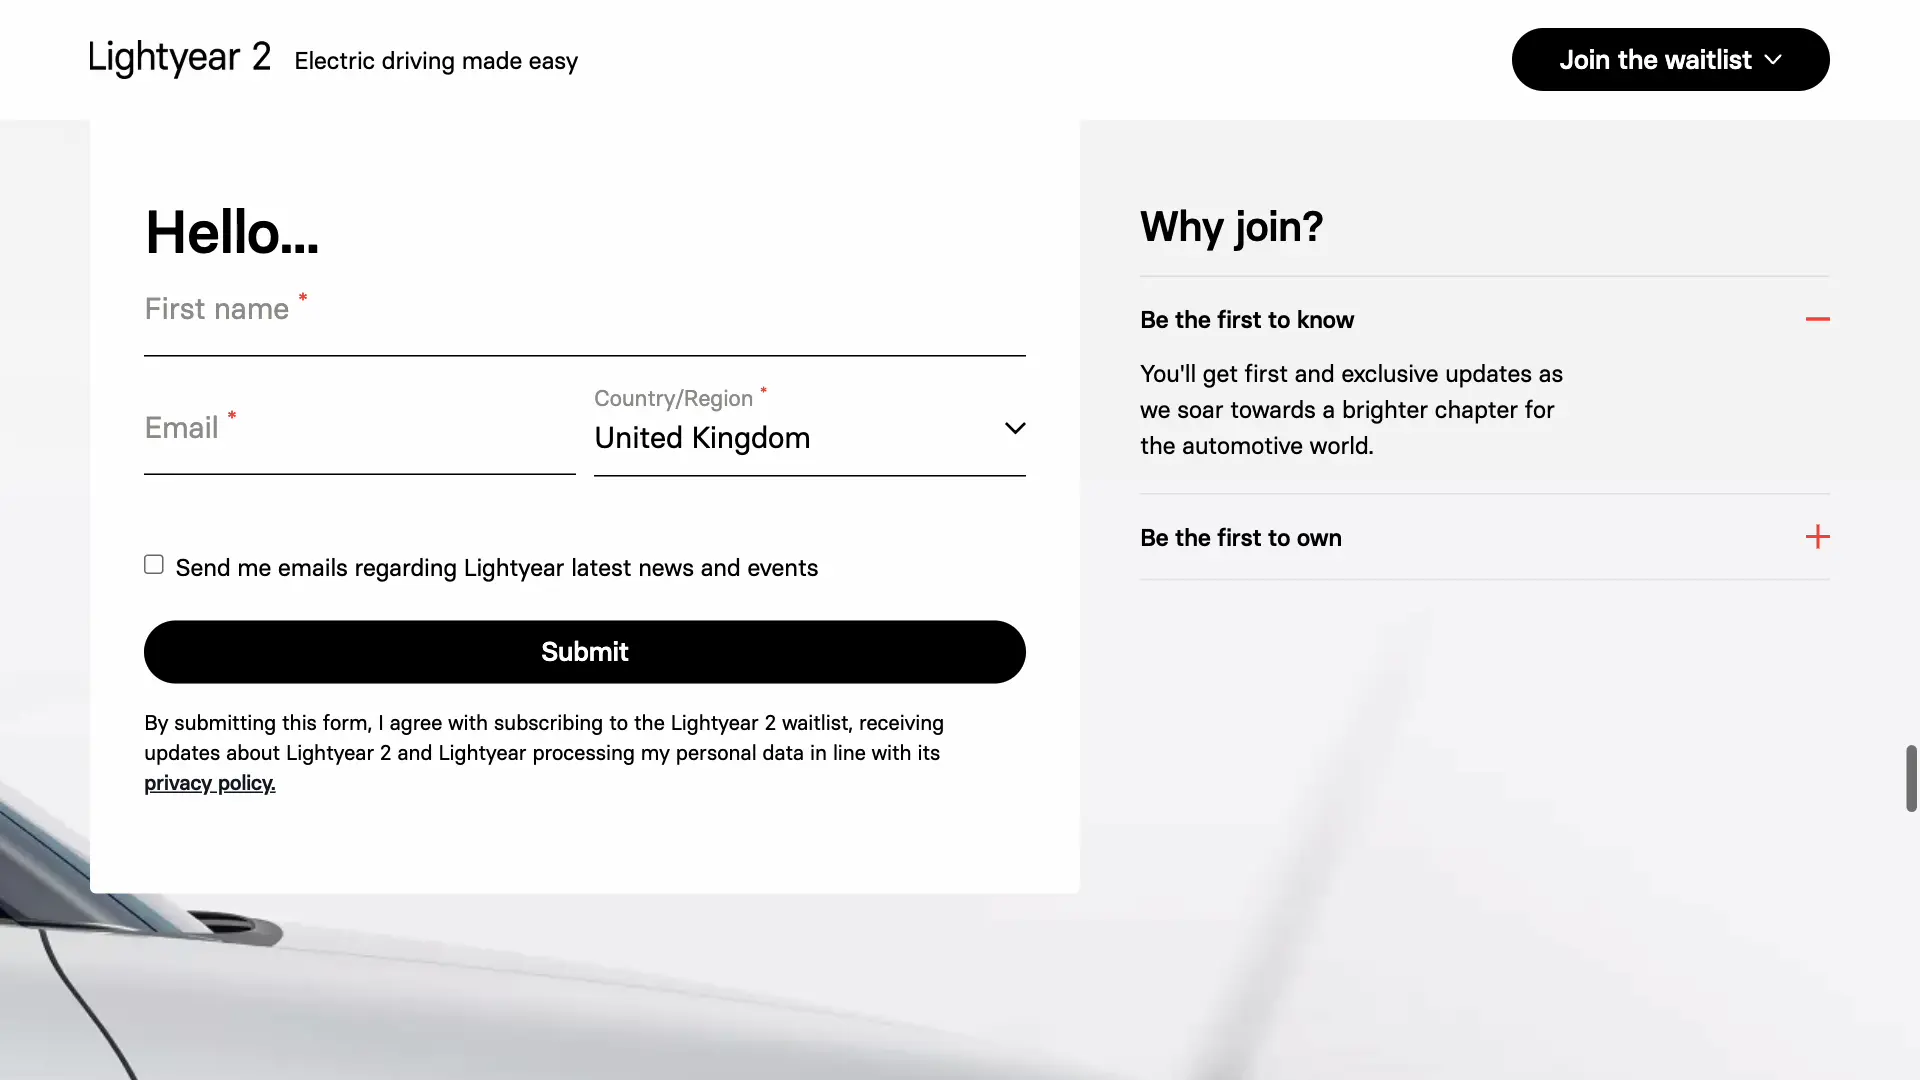 Lightyear 2 Electric driving made easy
Join the waitlist
Hello...
First name *
Email *
Country/Region *
United Kingdom
Send me emails regarding Lightyear latest news and events
Submit
By submitting this form, I agree with subscribing to the Lightyear 2 waitlist, receiving
updates about Lightyear 2 and Lightyear processing my personal data in line with its
privacy policy.
Why join?
Be the first to know
You'll get first and exclusive updates as
we soar towards a brighter chapter for
the automotive world.
Be the first to own